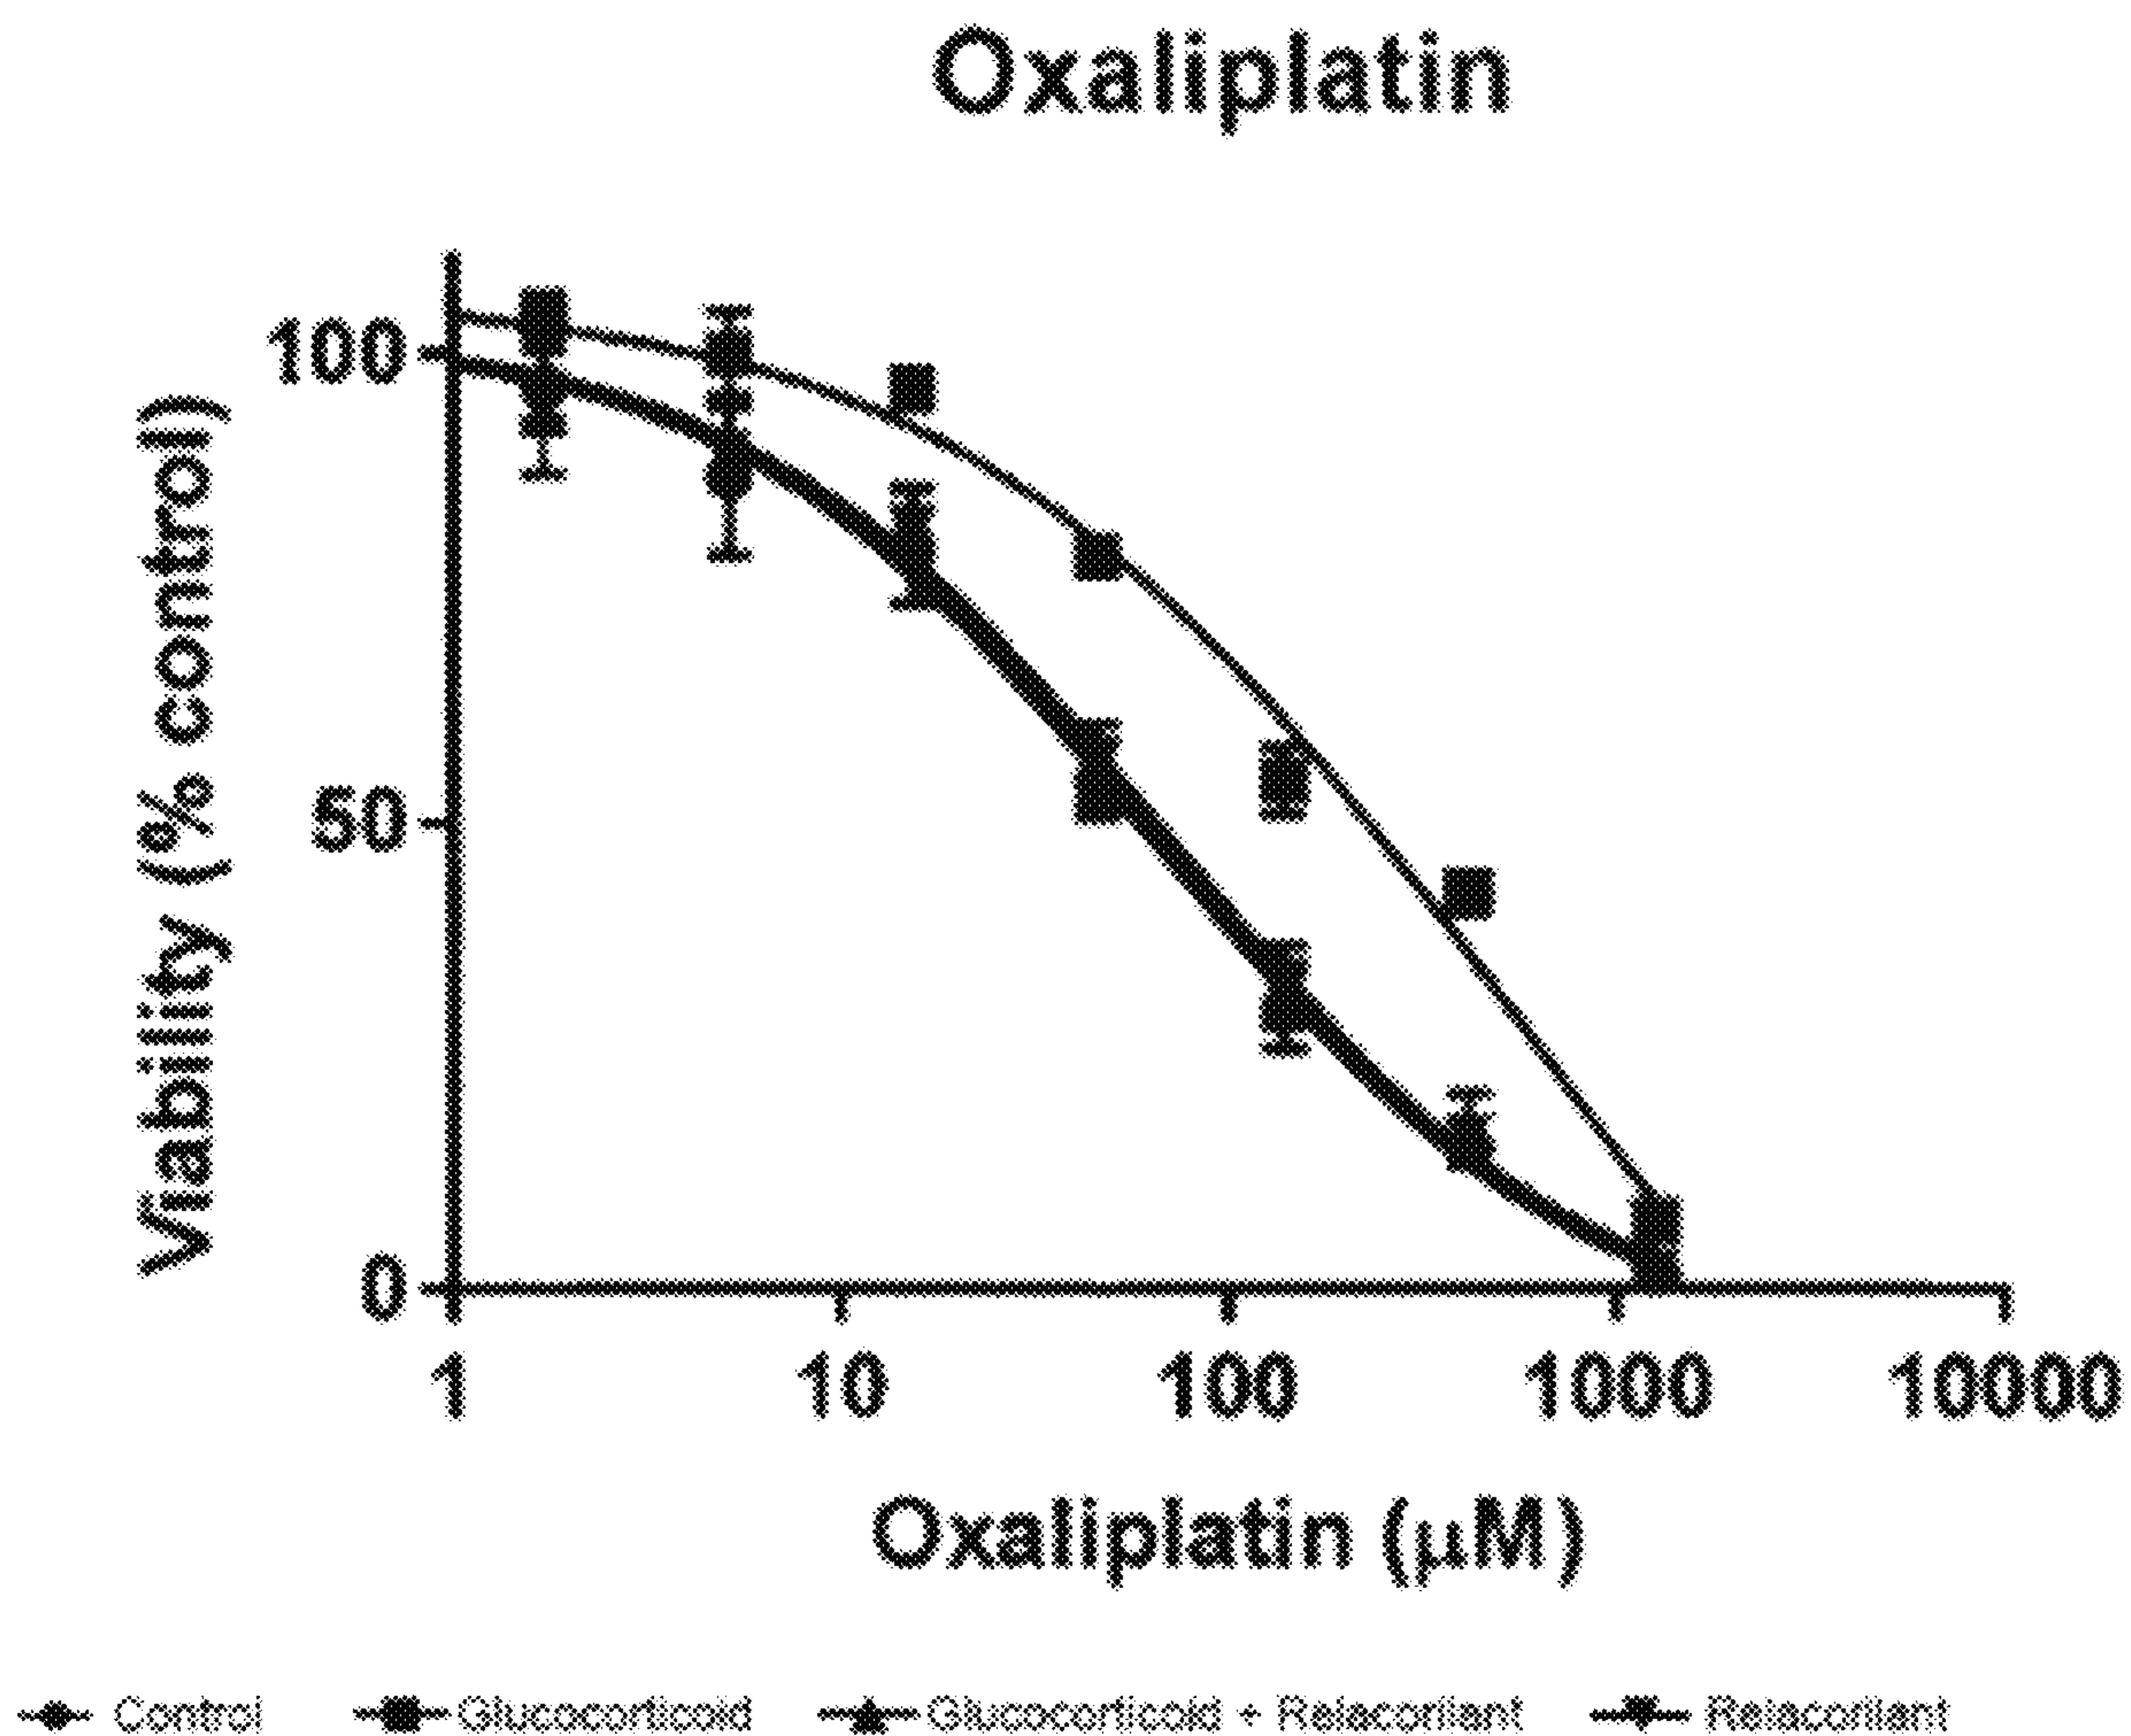 Oxaliplatin
Viability (% control)
100
50
0
1 10 100 1000 10000
Oxaliplatin (μM)
Control Glucocorticoid Glucocorticoid + Relacorilant Relacorilant